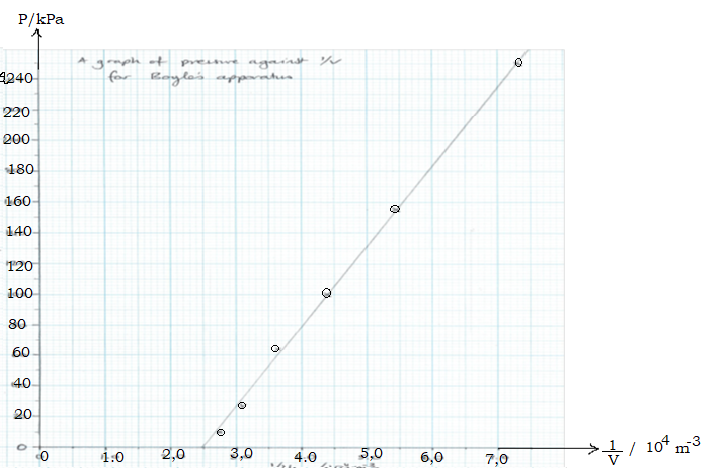 P/kPa
A graph of pressure against 1/V
for Boyle's apparatus
240
220
200
180
160
140
120
100
80
60
40
20
0
0 1,0 2,0 3,0 4,0 5,0 6,0 7,0
1/V / 10⁴ m⁻³